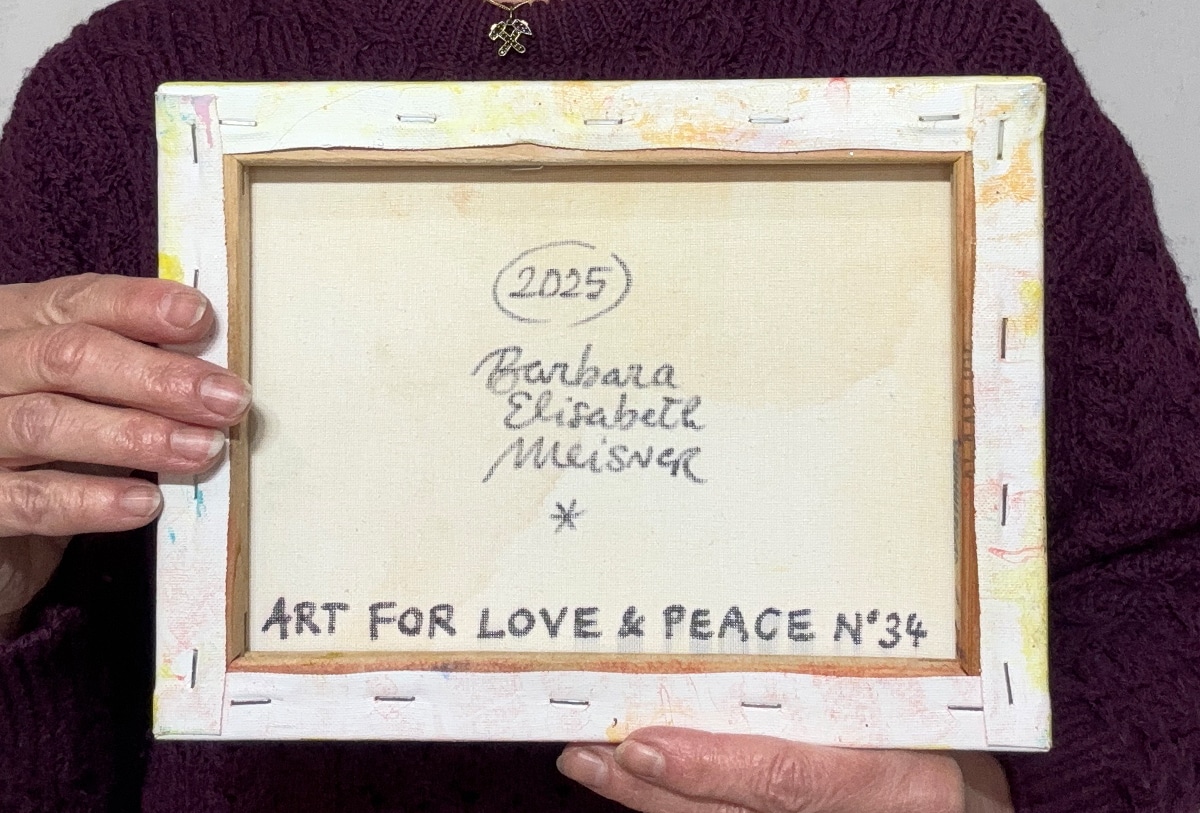 2025
Barbara
Elisabeth
Meisner
*
ART FOR LOVE & PEACE N°34